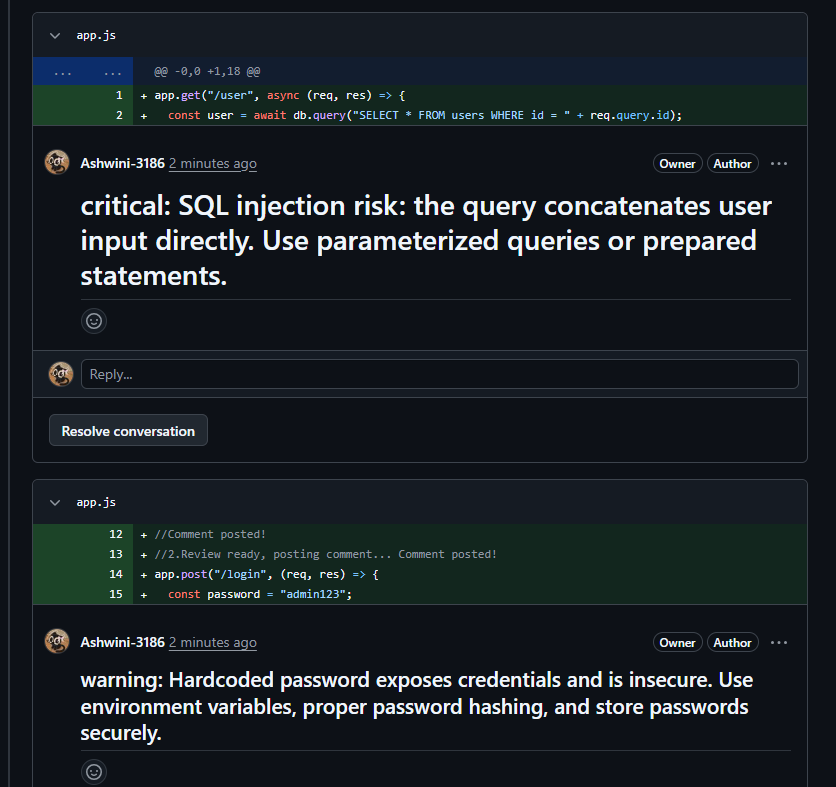 app.js
... ... @@ -0,0 +1,18 @@
1 + app.get("/user", async (req, res) => {
2 + const user = await db.query("SELECT * FROM users WHERE id = " + req.query.id);
Ashwini-3186 2 minutes ago Owner Author ...
critical: SQL injection risk: the query concatenates user
input directly. Use parameterized queries or prepared
statements.
Reply...
Resolve conversation
app.js
12 + //Comment posted!
13 + //2.Review ready, posting comment... Comment posted!
14 + app.post("/login", (req, res) => {
15 + const password = "admin123";
Ashwini-3186 2 minutes ago Owner Author ...
warning: Hardcoded password exposes credentials and is insecure. Use
environment variables, proper password hashing, and store passwords
securely.